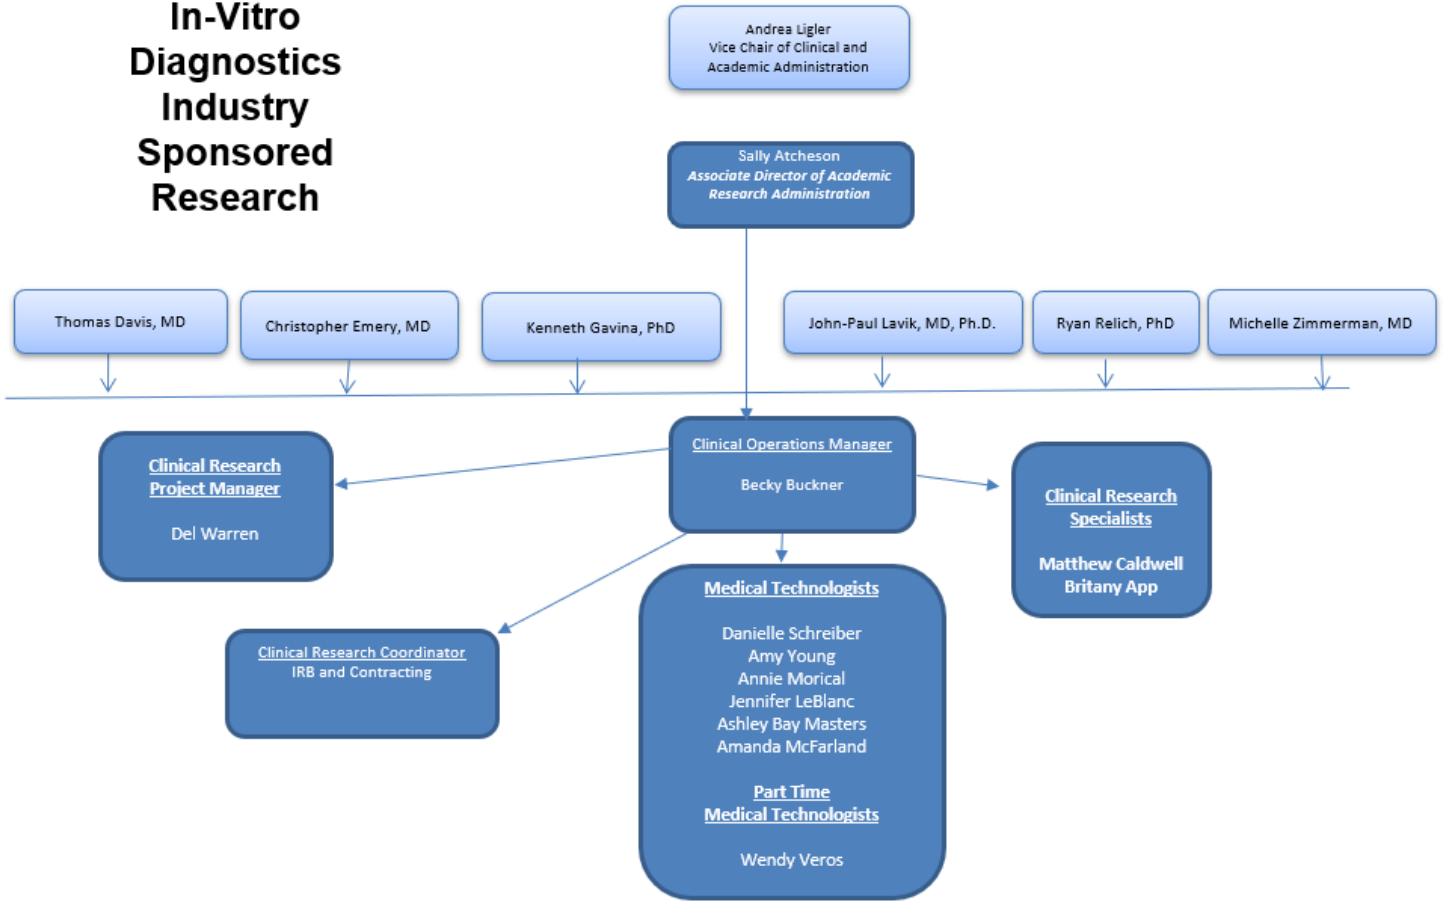 In-Vitro
Diagnostics
Industry
Sponsored
Research
Andrea Ligler
Vice Chair of Clinical and
Academic Administration
Sally Atcheson
Associate Director of Academic
Research Administration
Thomas Davis, MD
Christopher Emery, MD
Kenneth Gavina, PhD
John-Paul Lavik, MD, Ph.D.
Ryan Relich, PhD
Michelle Zimmerman, MD
Clinical Research
Project Manager
Del Warren
Clinical Operations Manager
Becky Buckner
Clinical Research
Specialists
Matthew Caldwell
Britany App
Clinical Research Coordinator
IRB and Contracting
Medical Technologists
Danielle Schreiber
Amy Young
Annie Morical
Jennifer LeBlanc
Ashley Bay Masters
Amanda McFarland
Part Time
Medical Technologists
Wendy Veros